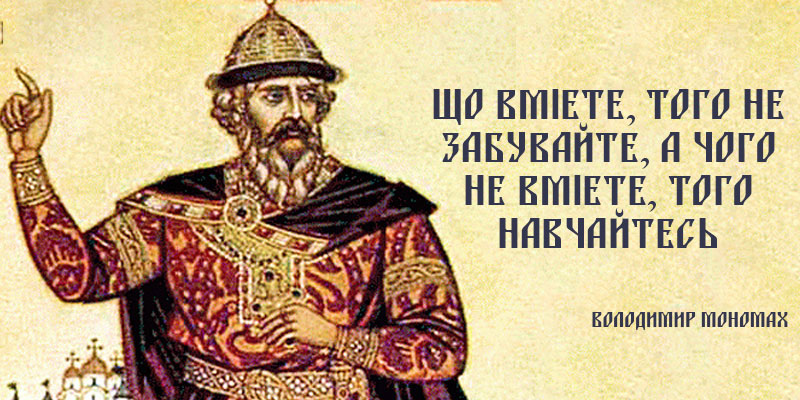 ЩО ВМІЄТЕ, ТОГО НЕ
ЗАБУВАЙТЕ, А ЧОГО
НЕ ВМІЄТЕ, ТОГО
НАВЧАЙТЕСЬ
ВОЛОДИМИР МОНОМАХ